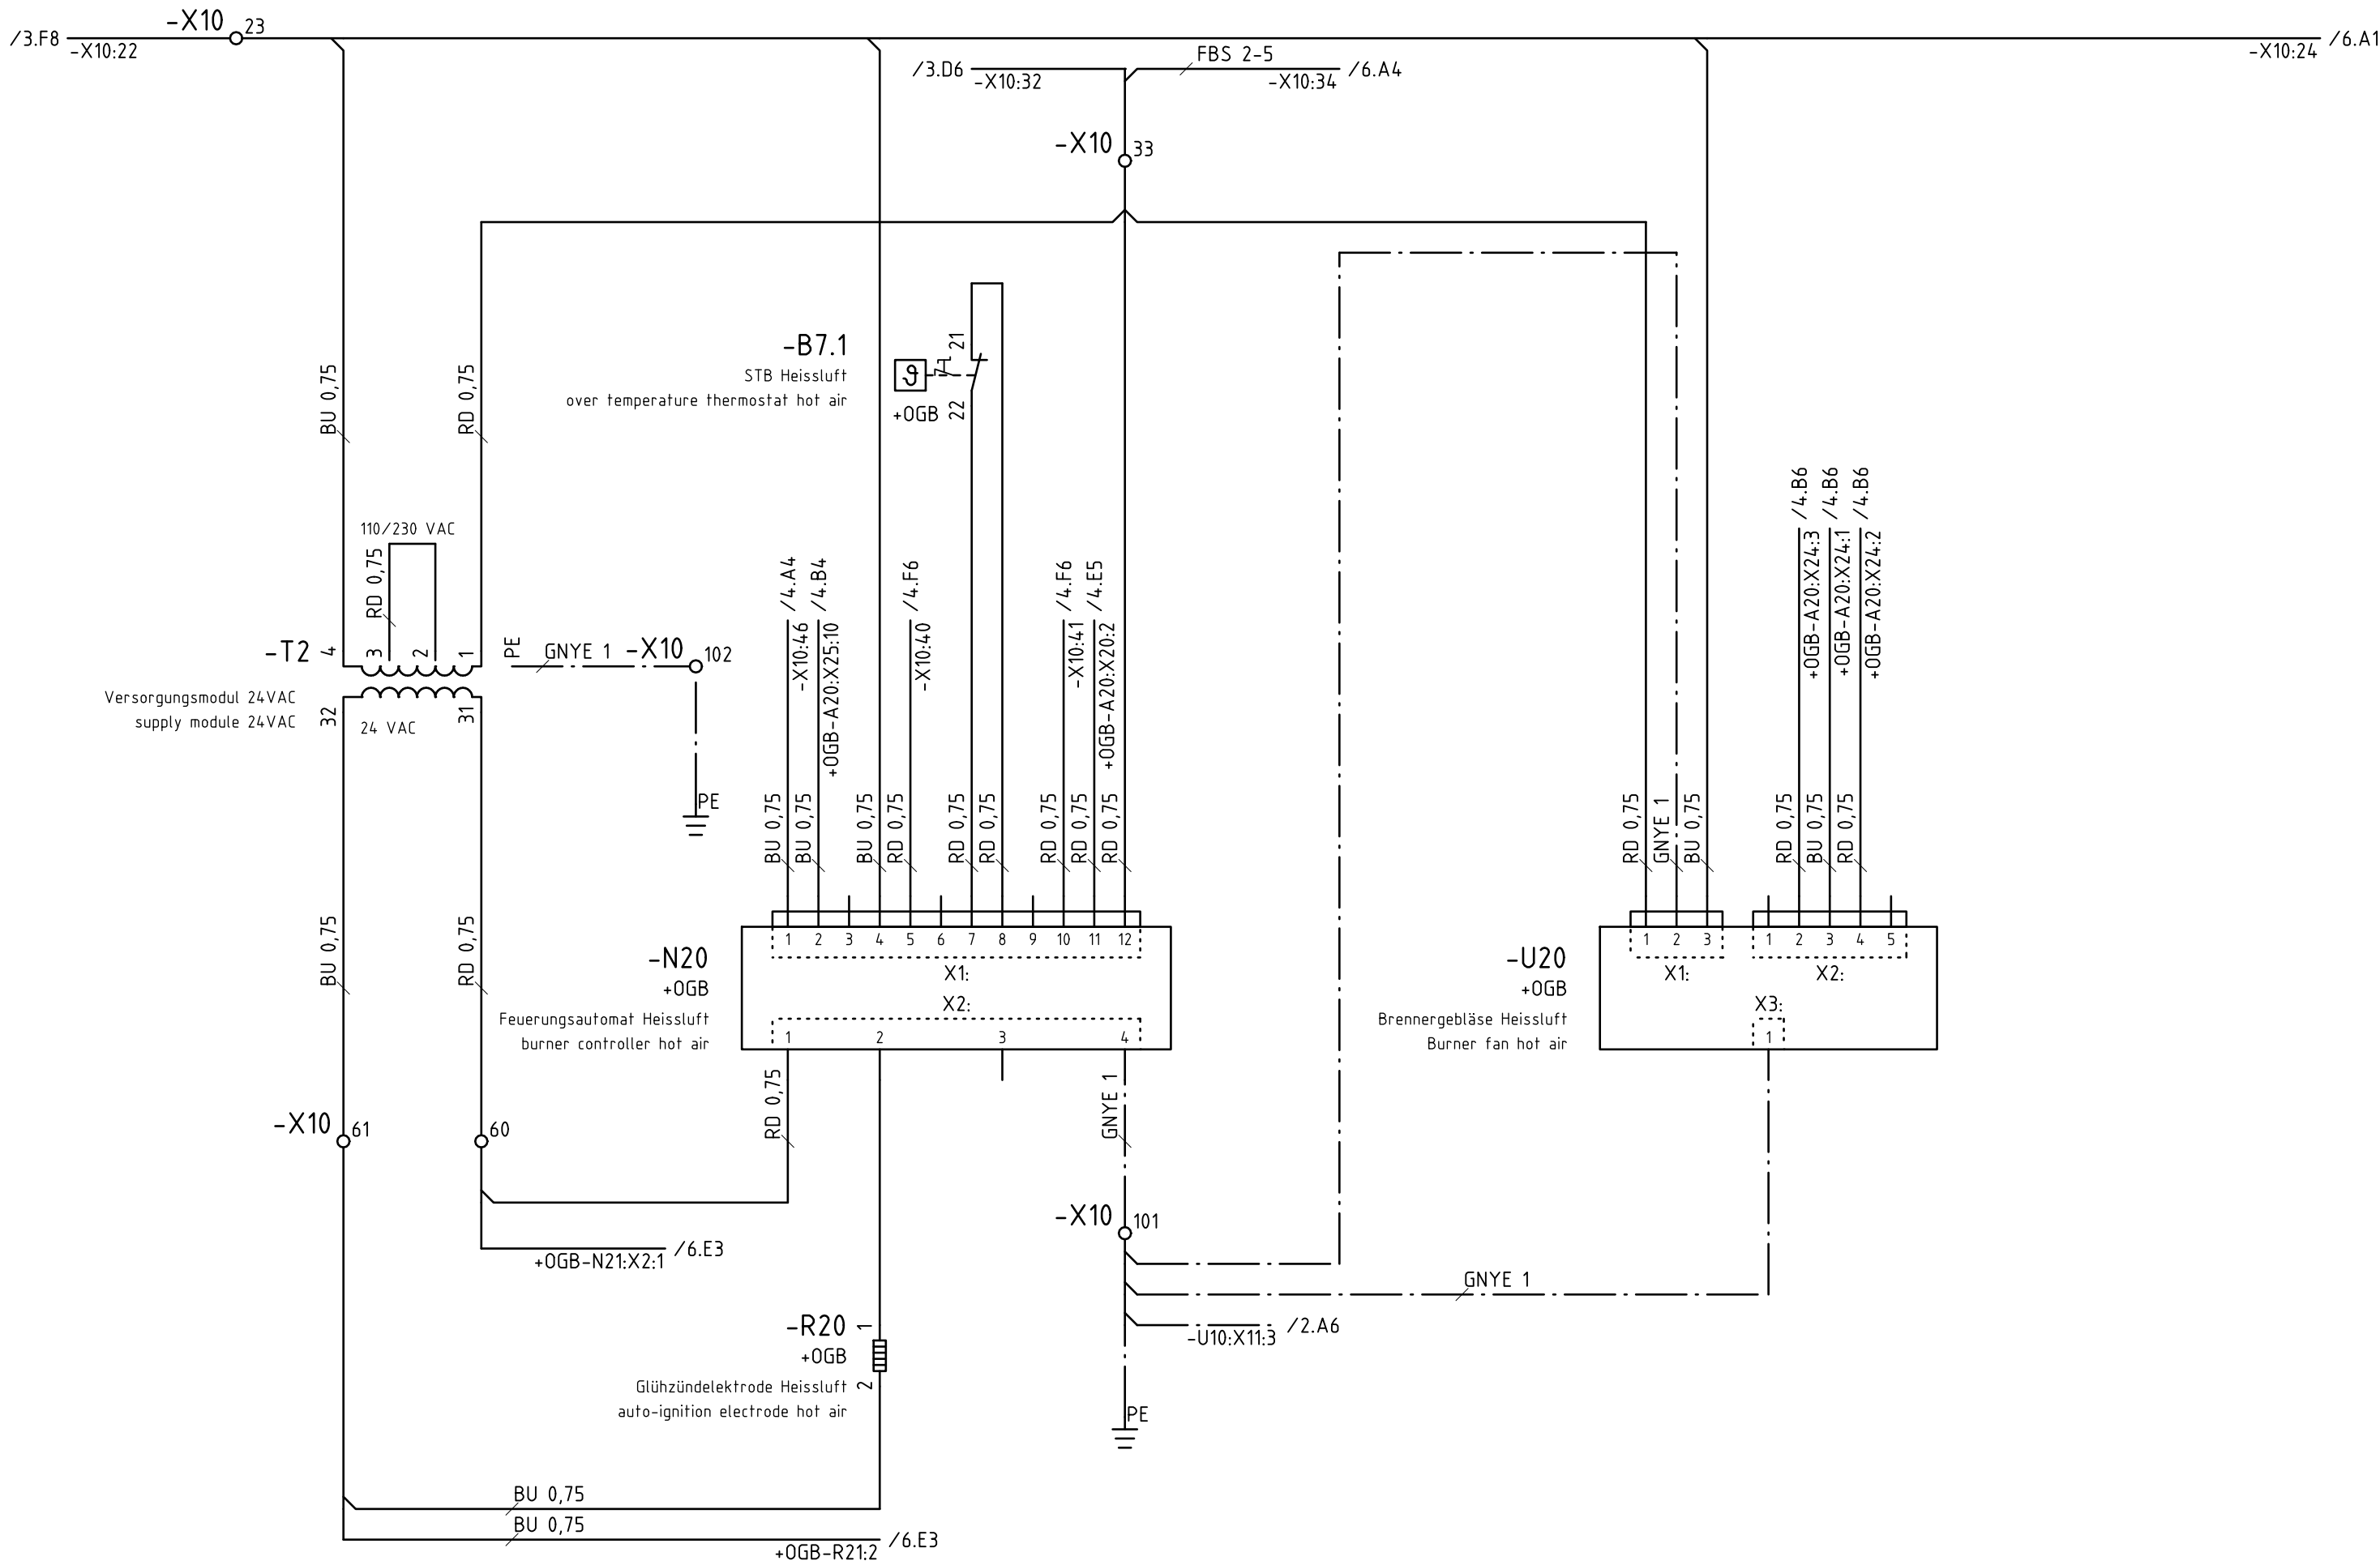 -X10 23
/3.F8
-X10:22
/6.A1
-X10:24
FBS 2-5
/3.D6
-X10:32
-X10:34
/6.A4
-X10 33
-B7.1
STB Heissluft
over temperature thermostat hot air
+OGB
ϑ
21
22
BU 0,75
RD 0,75
110/230 VAC
RD 0,75
-T2
4
3
2
1
PE
GNYE 1
-X10 102
PE
Versorgungsmodul 24VAC
supply module 24VAC
32
31
24 VAC
/4.A4
-X10:46
/4.B4
+OGB-A20:X25:10
/4.F6
-X10:40
/4.F6
-X10:41
/4.E5
+OGB-A20:X20:2
/4.B6
+OGB-A20:X24:3
/4.B6
+OGB-A20:X24:1
/4.B6
+OGB-A20:X24:2
BU 0,75
BU 0,75
BU 0,75
RD 0,75
RD 0,75
RD 0,75
RD 0,75
RD 0,75
RD 0,75
RD 0,75
GNYE 1
BU 0,75
RD 0,75
BU 0,75
RD 0,75
BU 0,75
RD 0,75
-N20
+OGB
Feuerungsautomat Heissluft
burner controller hot air
1 2 3 4 5 6 7 8 9 10 11 12
X1:
X2:
1 2 3 4
-U20
+OGB
Brennergebläse Heissluft
Burner fan hot air
1 2 3
X1:
1 2 3 4 5
X2:
X3:
1
RD 0,75
GNYE 1
-X10 61
60
+OGB-N21:X2:1
/6.E3
-X10 101
GNYE 1
-U10:X11:3
/2.A6
PE
-R20
+OGB
1
2
Glühzündelektrode Heissluft
auto-ignition electrode hot air
BU 0,75
BU 0,75
+OGB-R21:2
/6.E3